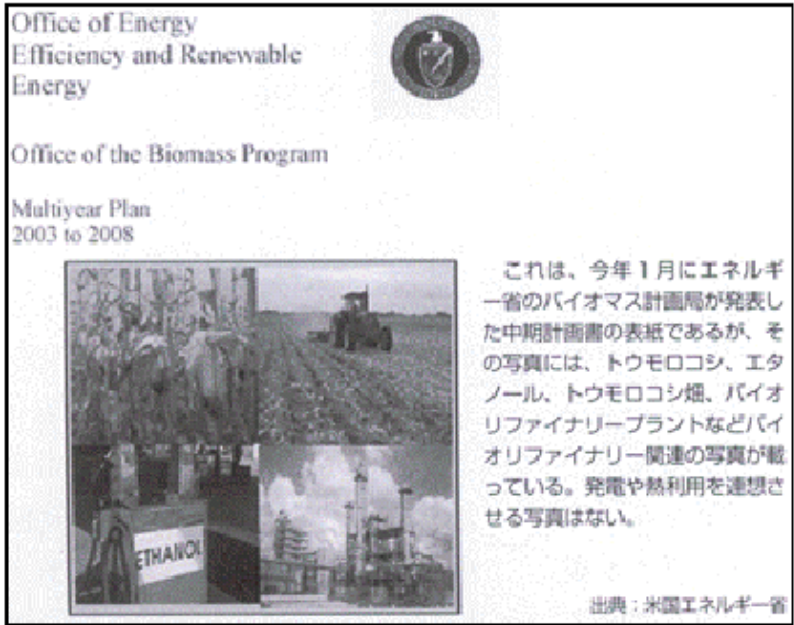 Office of Energy
Efficiency and Renewable
Energy
Office of the Biomass Program
Multiyear Plan
2003 to 2008
ETHANOL
これは、今年1月にエネルギ
ー省のバイオマス計画局が発表し
た中期計画書の表紙であるが、そ
の写真には、トウモロコシ、エタ
ノール、トウモロコシ畑、バイオ
リファイナリープラントなどバイ
オリファイナリー関連の写真が載
っている。発電や熱利用を連想さ
せる写真はない。
出典：米国エネルギー省